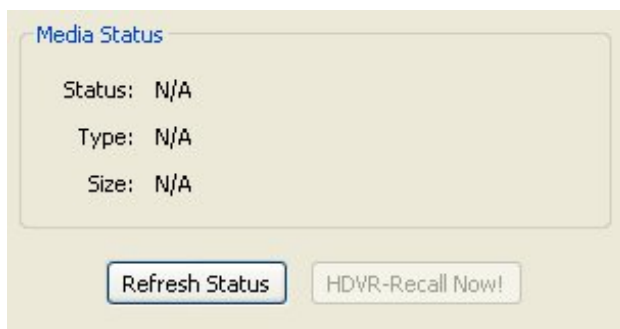 Media Status
Status: N/A
Type: N/A
Size: N/A
Refresh Status HDVR-Recall Now!